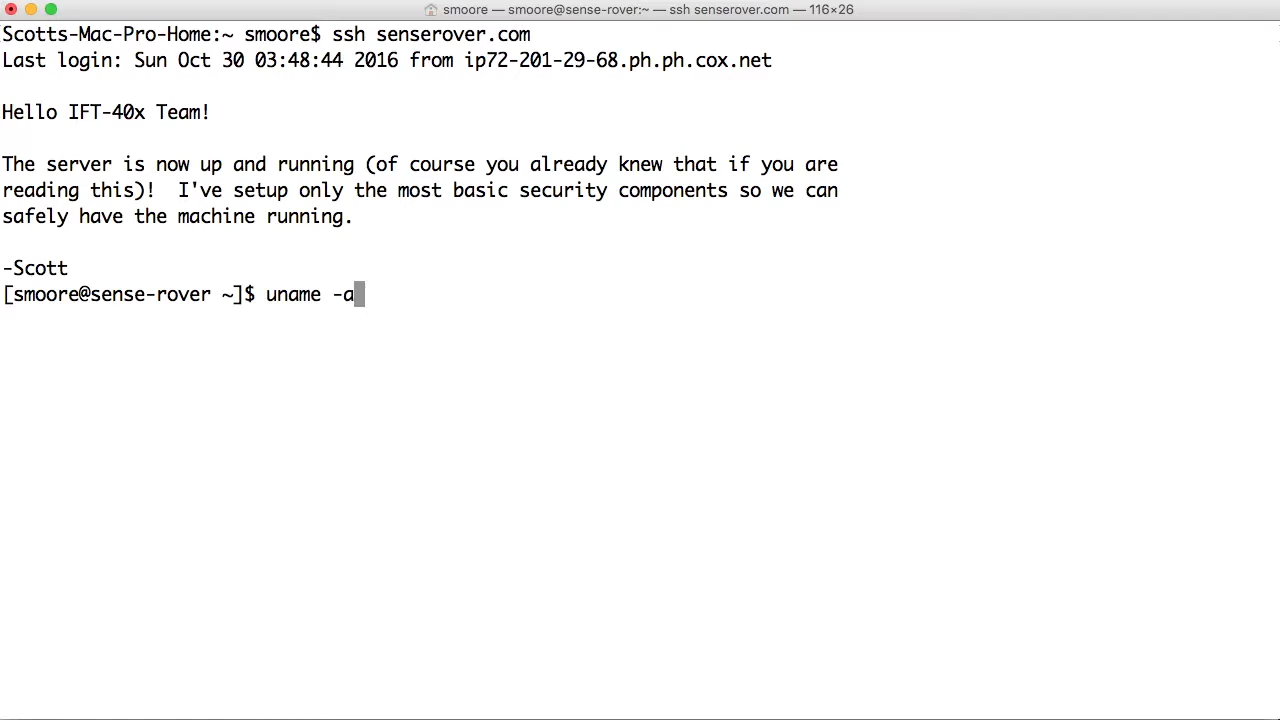 smoore — smoore@sense-rover:~ — ssh senserover.com — 116×26
Scotts-Mac-Pro-Home:~ smoore$ ssh senserover.com
Last login: Sun Oct 30 03:48:44 2016 from ip72-201-29-68.ph.ph.cox.net
Hello IFT-40x Team!
The server is now up and running (of course you already knew that if you are
reading this)!  I've setup only the most basic security components so we can
safely have the machine running.
-Scott
[smoore@sense-rover ~]$ uname -a